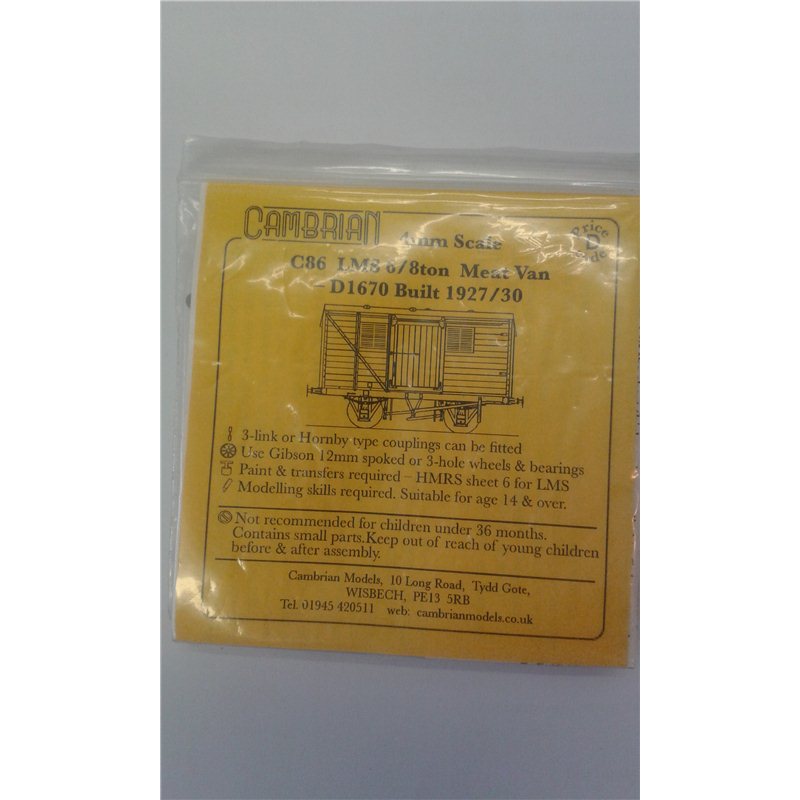 CAMBRIAN
4mm Scale
Price
D
Code
C86 LMS 6/8ton Meat Van
– D1670 Built 1927/30
3-link or Hornby type couplings can be fitted
Use Gibson 12mm spoked or 3-hole wheels & bearings
Paint & transfers required – HMRS sheet 6 for LMS
Modelling skills required. Suitable for age 14 & over.
Not recommended for children under 36 months.
Contains small parts.Keep out of reach of young children
before & after assembly.
Cambrian Models, 10 Long Road, Tydd Gote,
WISBECH, PE13 5RB
Tel. 01945 420511 web: cambrianmodels.co.uk